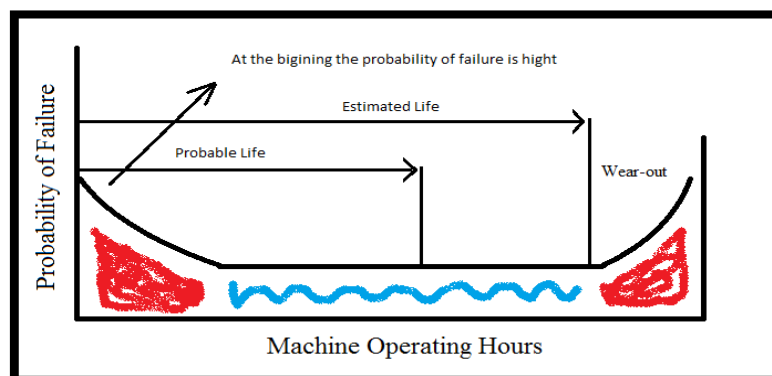 At the bigining the probability of failure is hight
Estimated Life
Probable Life
Wear-out
Probability of Failure
Machine Operating Hours